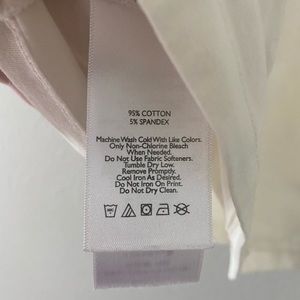 95% COTTON
5% SPANDEX
Machine Wash Cold With Like Colors.
Only Non-Chlorine Bleach
When Needed.
Do Not Use Fabric Softeners.
Tumble Dry Low.
Remove Promptly.
Cool Iron As Desired.
Do Not Iron On Print.
Do Not Dry Clean.